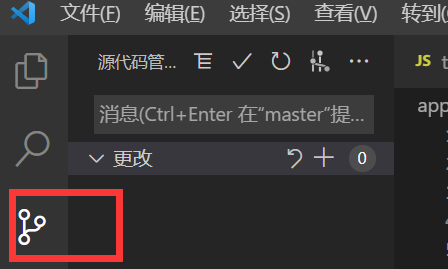 文件(F) 编辑(E) 选择(S) 查看(V) 转到(
源代码管...
JS t
消息(Ctrl+Enter 在“master”提...
app
更改 0